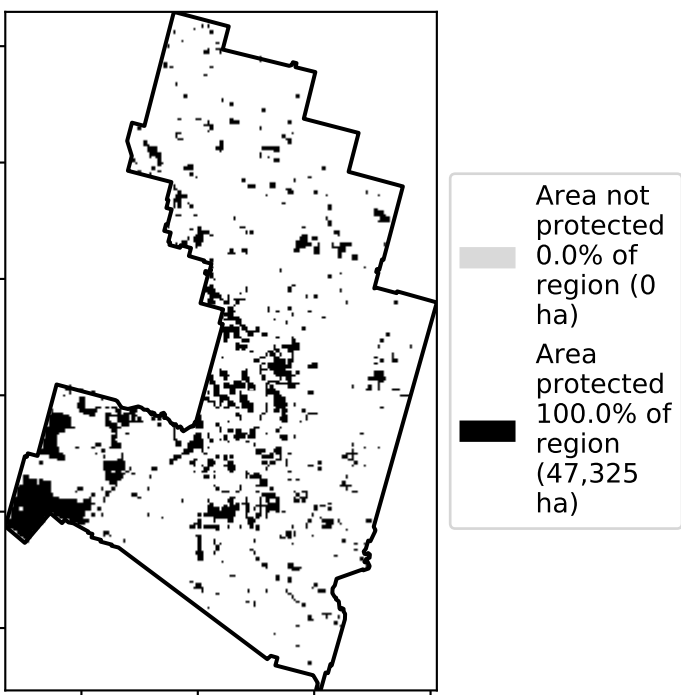 Area not
protected
0.0% of
region (0
ha)
Area
protected
100.0% of
region
(47,325
ha)